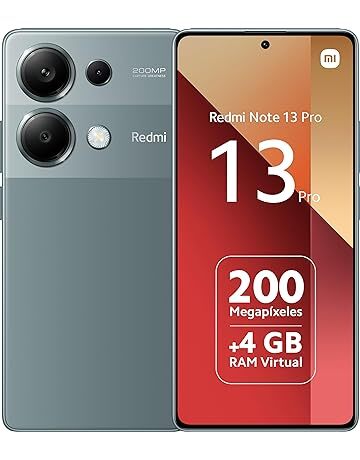 200MP
Redmi
mi
Redmi Note 13 Pro
13
Pro
200
Megapíxeles
+4 GB
RAM Virtual